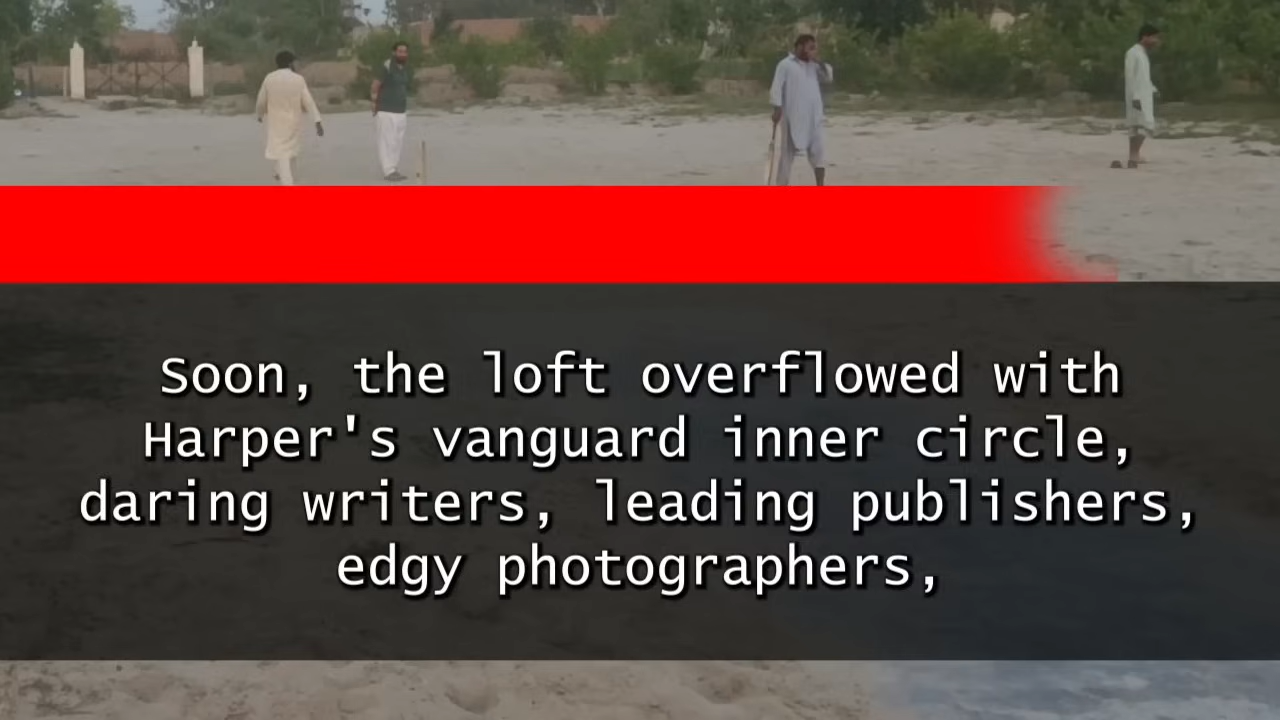 Soon, the loft overflowed with
Harper's vanguard inner circle,
daring writers, leading publishers,
edgy photographers,